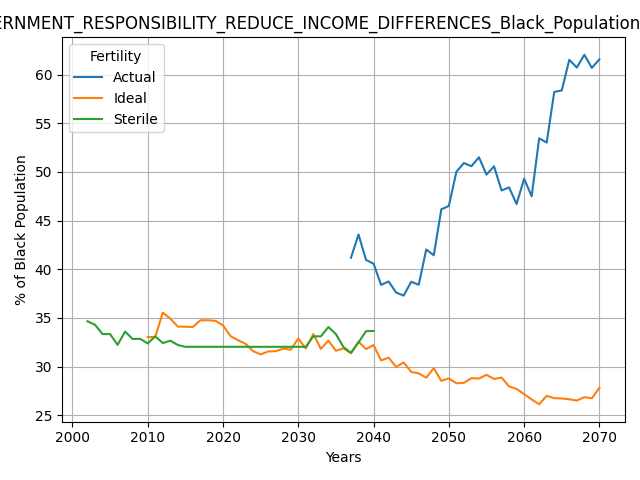 ERNMENT_RESPONSIBILITY_REDUCE_INCOME_DIFFERENCES_Black_Population
Fertility
Actual
Ideal
Sterile
% of Black Population
60
55
50
45
40
35
30
25
2000 2010 2020 2030 2040 2050 2060 2070
Years